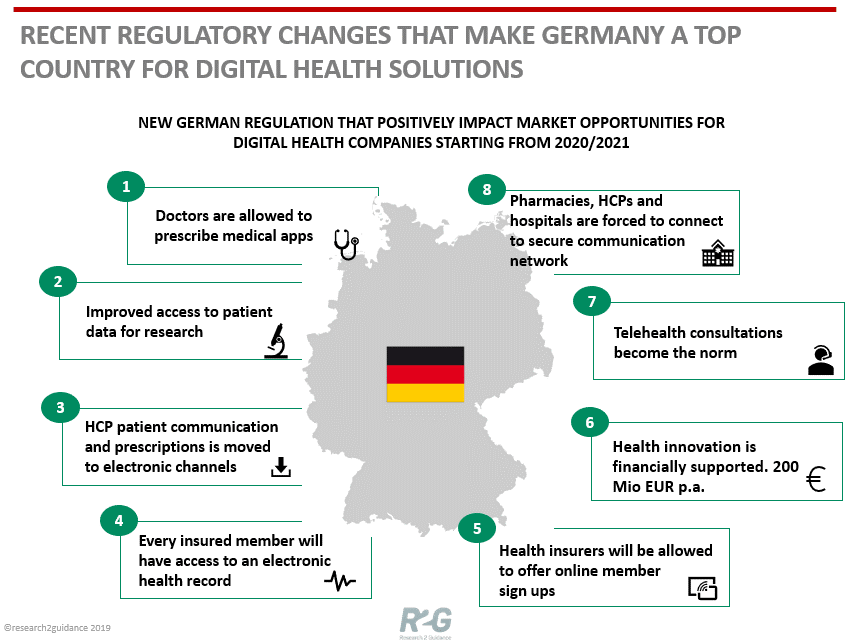 RECENT REGULATORY CHANGES THAT MAKE GERMANY A TOP
COUNTRY FOR DIGITAL HEALTH SOLUTIONS
NEW GERMAN REGULATION THAT POSITIVELY IMPACT MARKET OPPORTUNITIES FOR
DIGITAL HEALTH COMPANIES STARTING FROM 2020/2021
1
Doctors are allowed to
prescribe medical apps
2
Improved access to patient
data for research
3
HCP patient communication
and prescriptions is moved
to electronic channels
4
Every insured member will
have access to an electronic
health record
5
Health insurers will be allowed
to offer online member
sign ups
6
Health innovation is
financially supported. 200
Mio EUR p.a.
€
7
Telehealth consultations
become the norm
8
Pharmacies, HCPs and
hospitals are forced to connect
to secure communication
network
©research2guidance 2019
R2G
Research 2 Guidance